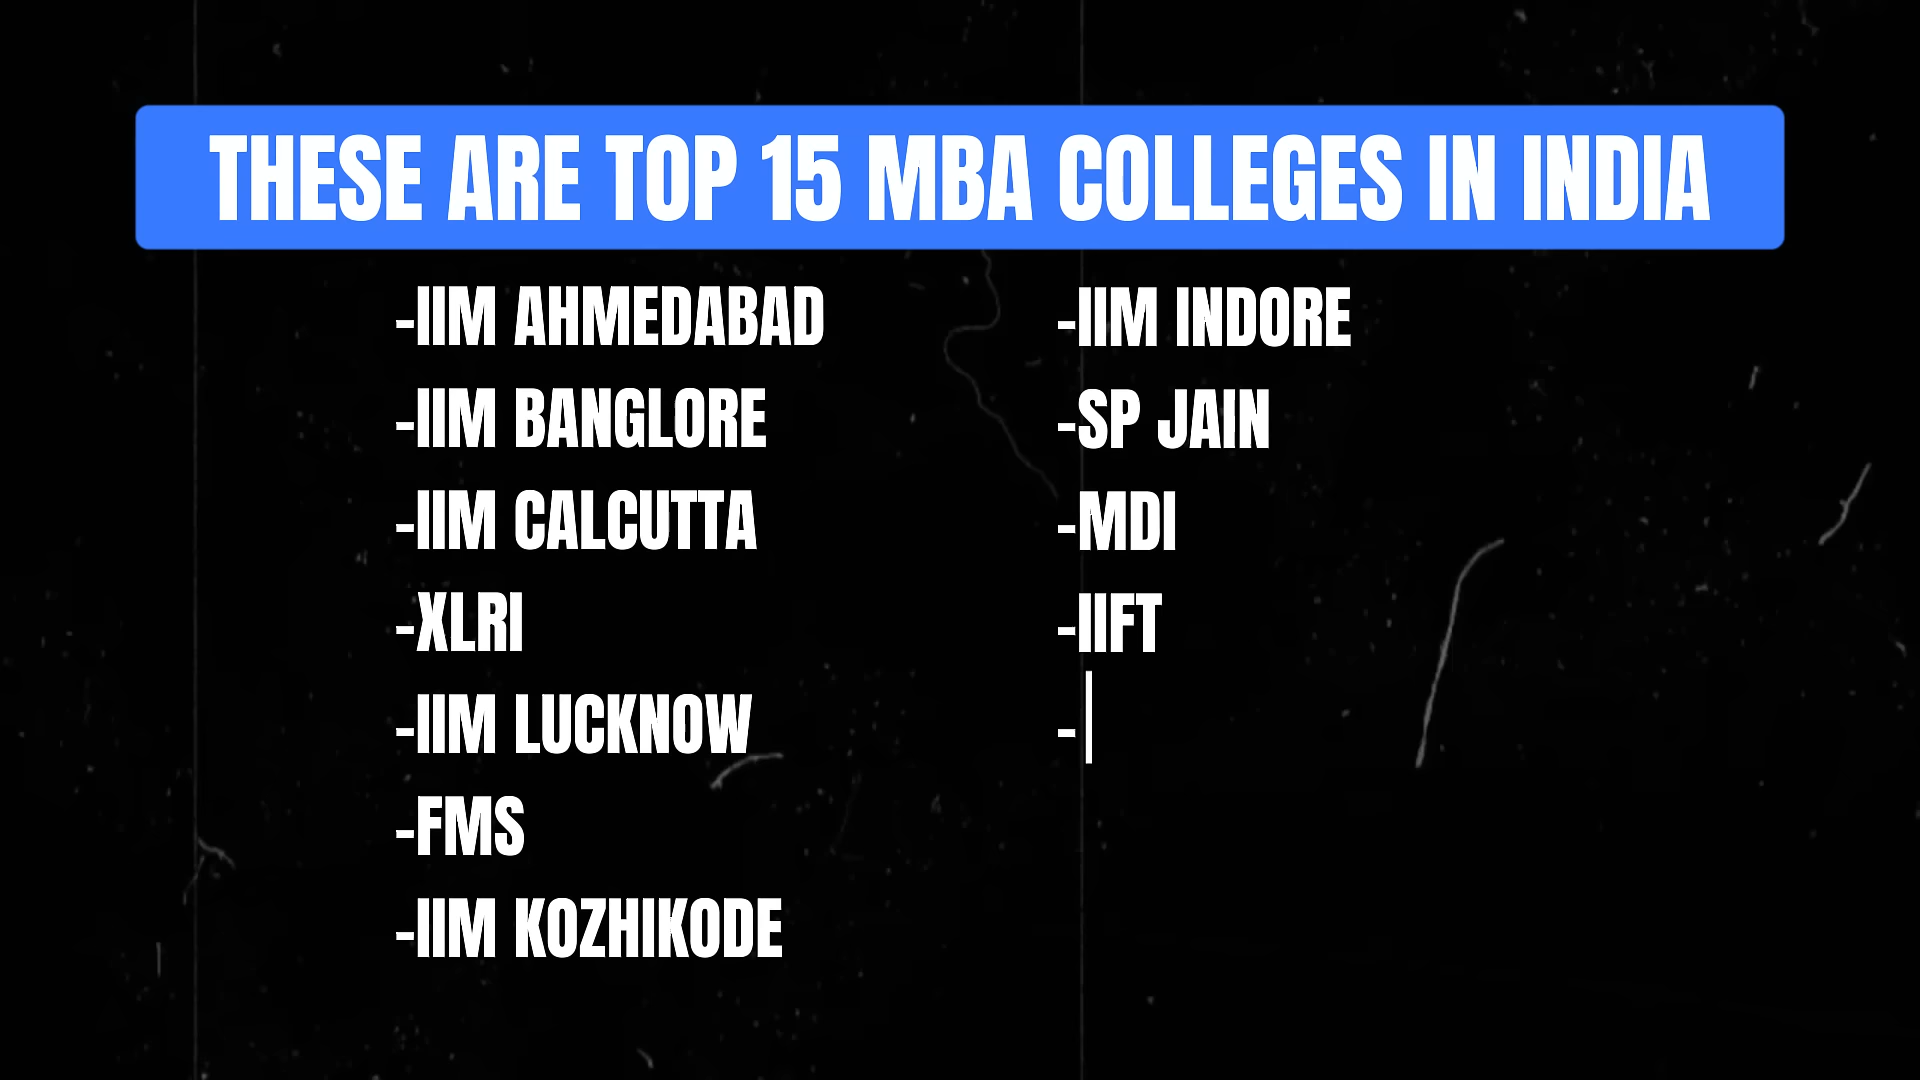 THESE ARE TOP 15 MBA COLLEGES IN INDIA
-IIM AHMEDABAD
-IIM BANGLORE
-IIM CALCUTTA
-XLRI
-IIM LUCKNOW
-FMS
-IIM KOZHIKODE
-IIM INDORE
-SP JAIN
-MDI
-IIFT
-